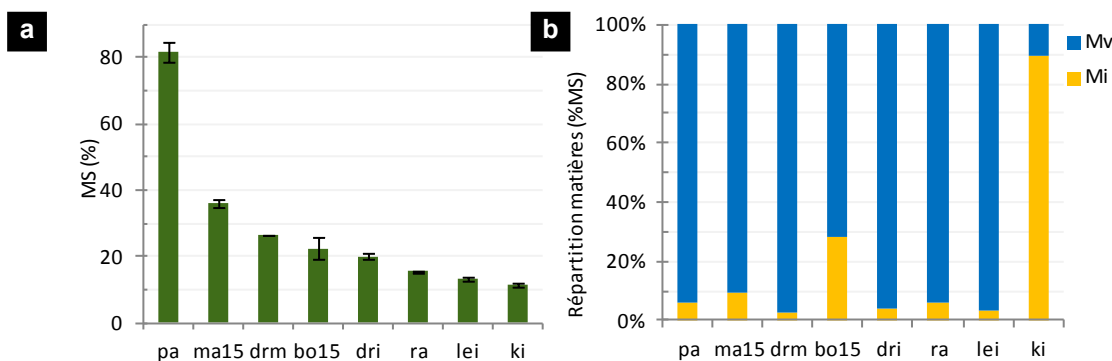 a
MS (%)
80
60
40
20
0
pa ma15 drm bo15 dri ra lei ki
b
Répartition matières (%MS)
100%
80%
60%
40%
20%
0%
pa ma15 drm bo15 dri ra lei ki
Mv
Mi